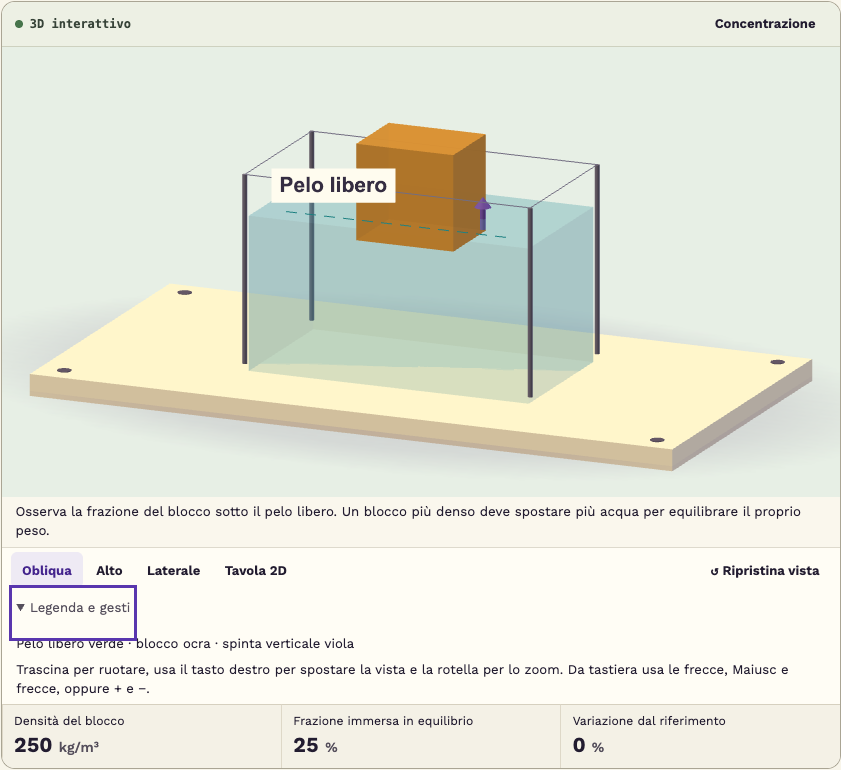 3D interattivo
Concentrazione
Pelo libero
Osserva la frazione del blocco sotto il pelo libero. Un blocco più denso deve spostare più acqua per equilibrare il proprio
peso.
Obliqua
Alto
Laterale
Tavola 2D
↺ Ripristina vista
▼ Legenda e gesti
Pelo libero verde · blocco ocra · spinta verticale viola
Trascina per ruotare, usa il tasto destro per spostare la vista e la rotella per lo zoom. Da tastiera usa le frecce, Maiusc e
frecce, oppure + e −.
Densità del blocco
250 kg/m³
Frazione immersa in equilibrio
25 %
Variazione dal riferimento
0 %